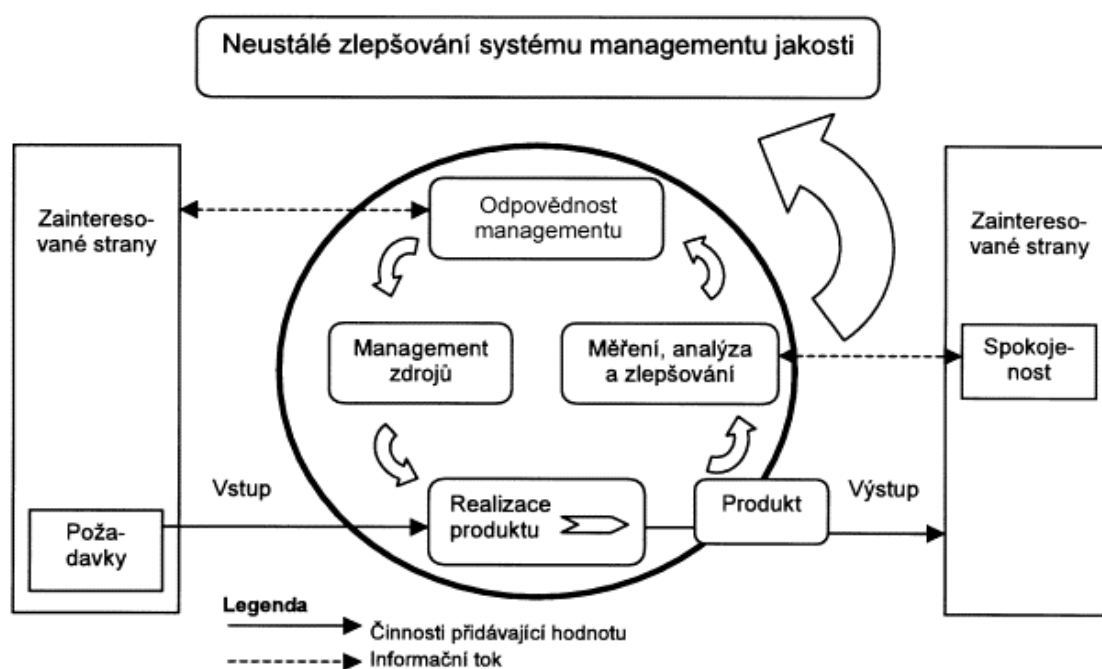 Neustálé zlepšování systému managementu jakosti
Zaintereso-
vané strany
Odpovědnost
managementu
Zaintereso-
vané strany
Management
zdrojů
Měření, analýza
a zlepšování
Spokoje-
nost
Vstup
Realizace
produktu
Produkt
Výstup
Poža-
davky
Legenda
Činnosti přidávající hodnotu
Informační tok